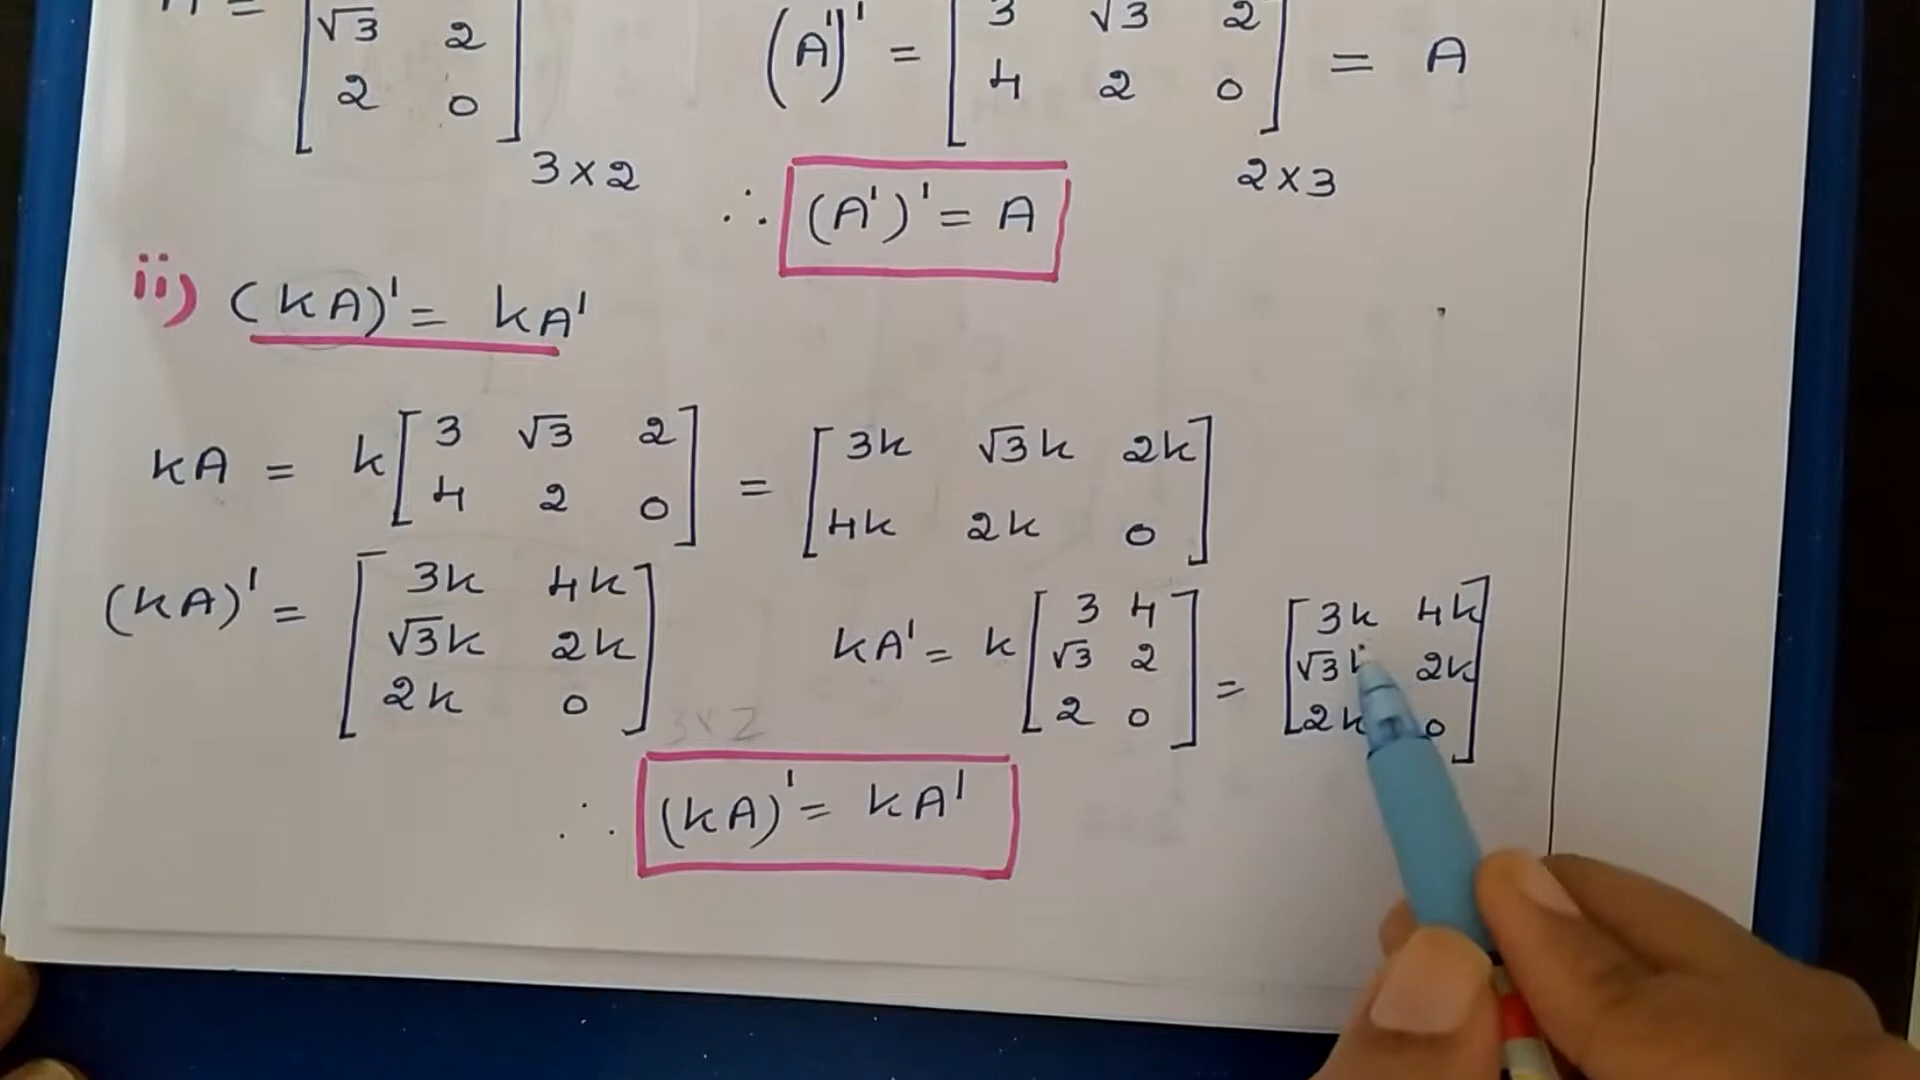 √3 2
2 0
3×2
(A')' = [3 √3 2
4 2 0] = A
2×3
∴ (A')' = A
ii) (KA)' = KA'
KA = K[3 √3 2
4 2 0] = [3K √3K 2K
4K 2K 0]
(KA)' = [3K 4K
√3K 2K
2K 0]
3×2
KA' = K[3 4
√3 2
2 0] = [3K 4K
√3K 2K
2K 0]
∴ (KA)' = KA'